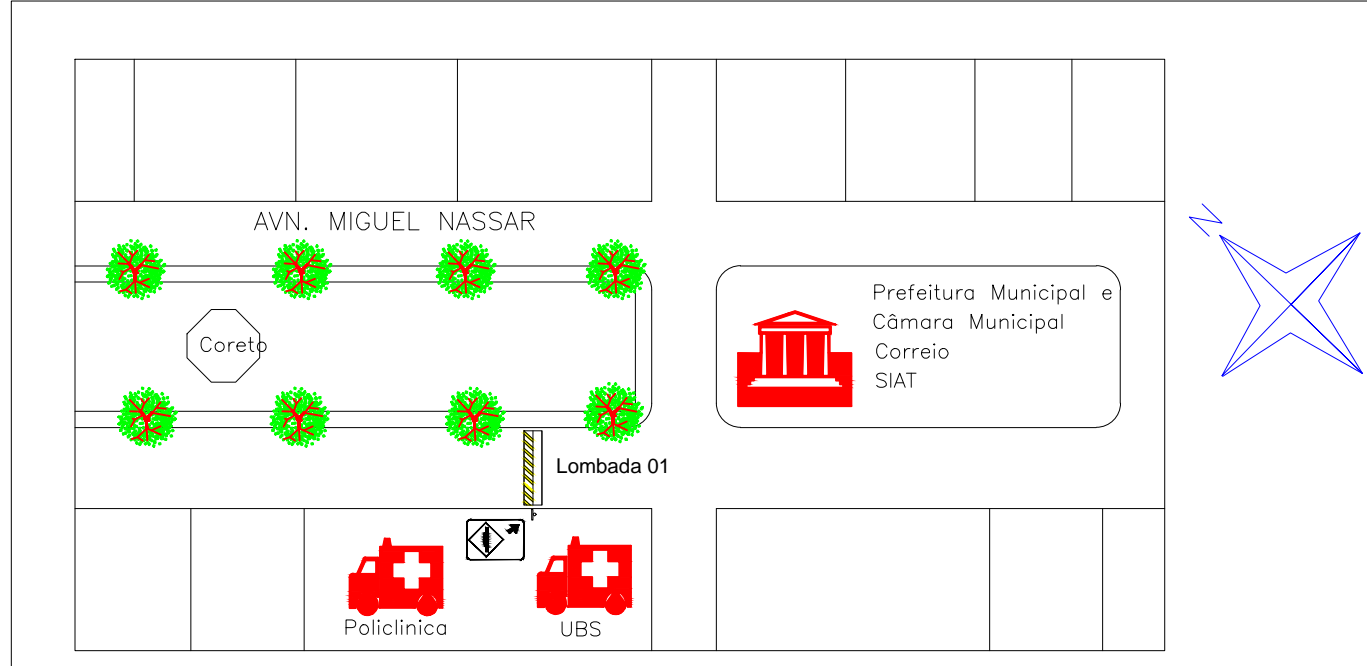 AVN. MIGUEL NASSAR
N
Prefeitura Municipal e
Câmara Municipal
Correio
SIAT
Coreto
Lombada 01
Policlinica
UBS